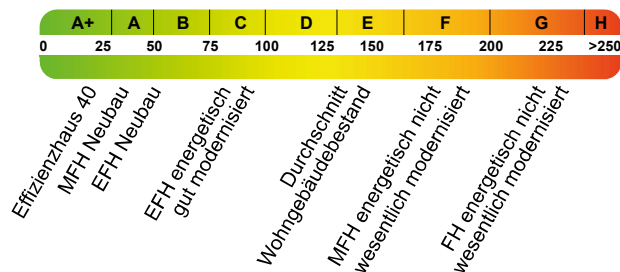 A+ A B C D E F G H
0 25 50 75 100 125 150 175 200 225 >250
Effizienzhaus 40
MFH Neubau
EFH Neubau
EFH energetisch
gut modernisiert
Durchschnitt
Wohngebäudebestand
MFH energetisch nicht
wesentlich modernisiert
FH energetisch nicht
wesentlich modernisiert